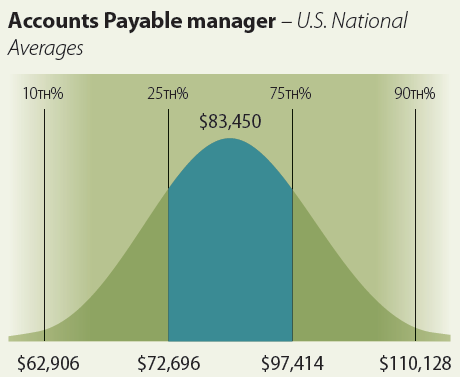 Accounts Payable manager – U.S. National
Averages
10TH% 25TH% 75TH% 90TH%
$83,450
$62,906 $72,696 $97,414 $110,128